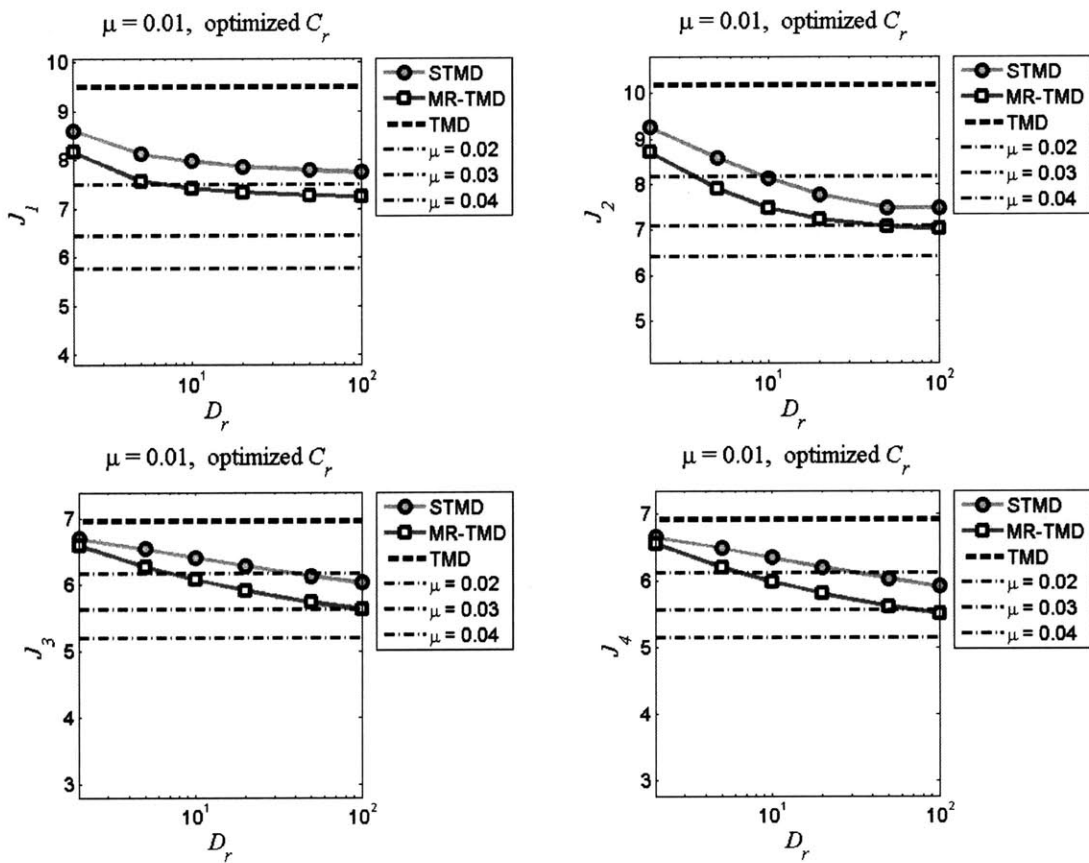 μ = 0.01, optimized C_r
10
9
8
7
6
5
4
J_1
10^1
10^2
D_r
STMD
MR-TMD
TMD
μ = 0.02
μ = 0.03
μ = 0.04
μ = 0.01, optimized C_r
10
9
8
7
6
5
J_2
10^1
10^2
D_r
STMD
MR-TMD
TMD
μ = 0.02
μ = 0.03
μ = 0.04
μ = 0.01, optimized C_r
7
6
5
4
3
J_3
10^1
10^2
D_r
STMD
MR-TMD
TMD
μ = 0.02
μ = 0.03
μ = 0.04
μ = 0.01, optimized C_r
7
6
5
4
3
J_4
10^1
10^2
D_r
STMD
MR-TMD
TMD
μ = 0.02
μ = 0.03
μ = 0.04